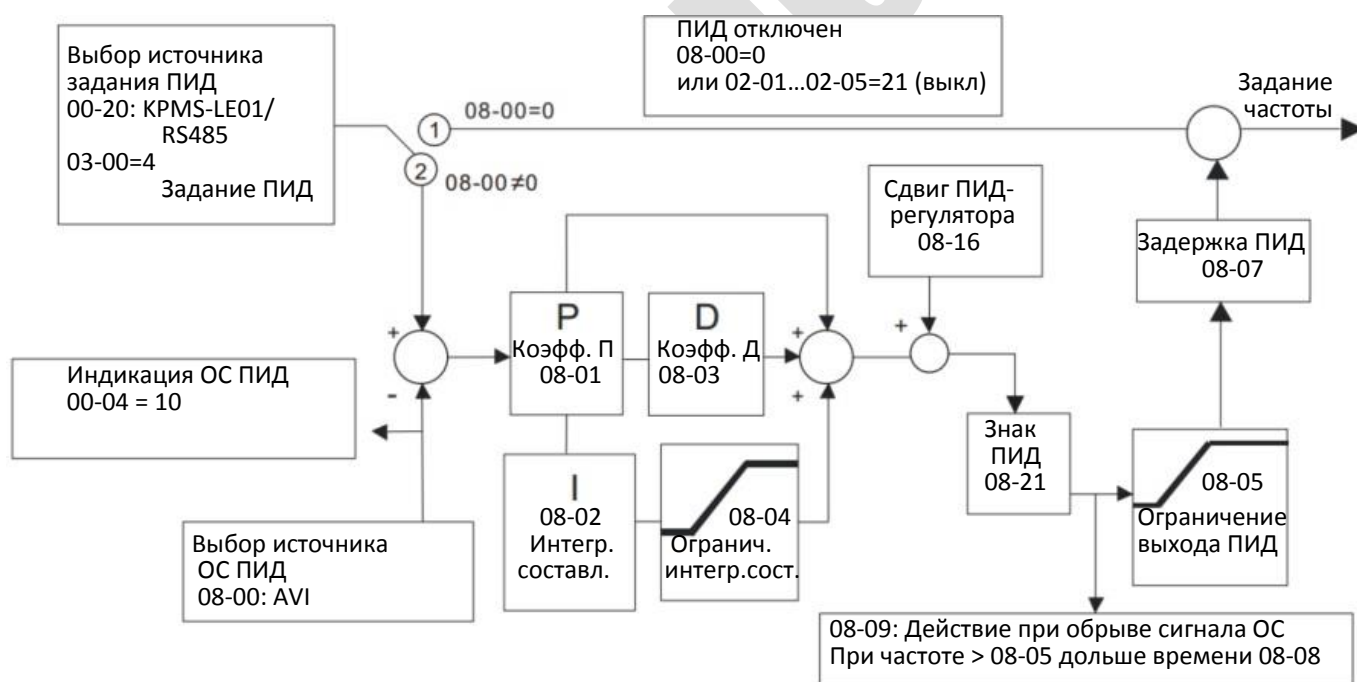 Выбор источника
задания ПИД
00-20: KPMS-LE01/
RS485
03-00=4
Задание ПИД
ПИД отключен
08-00=0
или 02-01...02-05=21 (выкл)
1
08-00=0
2
08-00≠0
Задание
частоты
Сдвиг ПИД-
регулятора
08-16
Задержка ПИД
08-07
+
-
P
Коэфф. П
08-01
D
Коэфф. Д
08-03
+
+
+
Индикация ОС ПИД
00-04 = 10
I
08-02
Интегр.
составл.
08-04
Огранич.
интегр.сост.
Знак
ПИД
08-21
08-05
Ограничение
выхода ПИД
Выбор источника
ОС ПИД
08-00: AVI
08-09: Действие при обрыве сигнала ОС
При частоте > 08-05 дольше времени 08-08